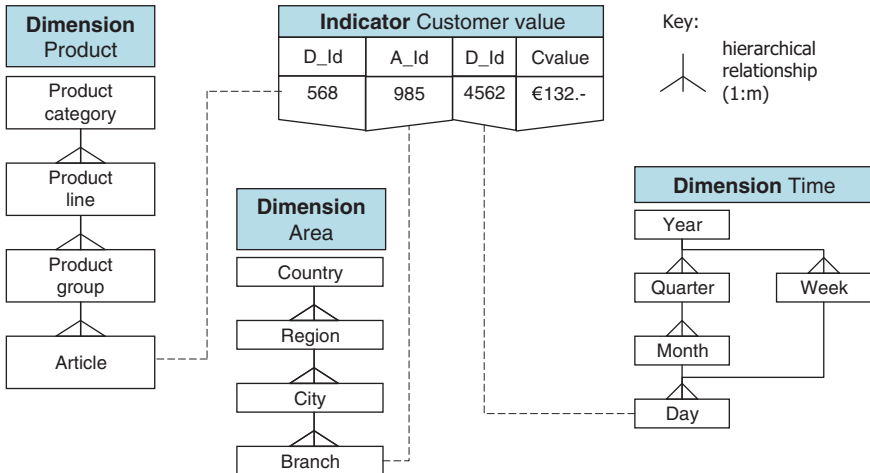 Dimension
Product
Product
category
Product
line
Product
group
Article
Indicator Customer value
D_Id A_Id D_Id Cvalue
568 985 4562 €132.-
Key:
hierarchical
relationship
(1:m)
Dimension
Area
Country
Region
City
Branch
Dimension Time
Year
Quarter Week
Month
Day